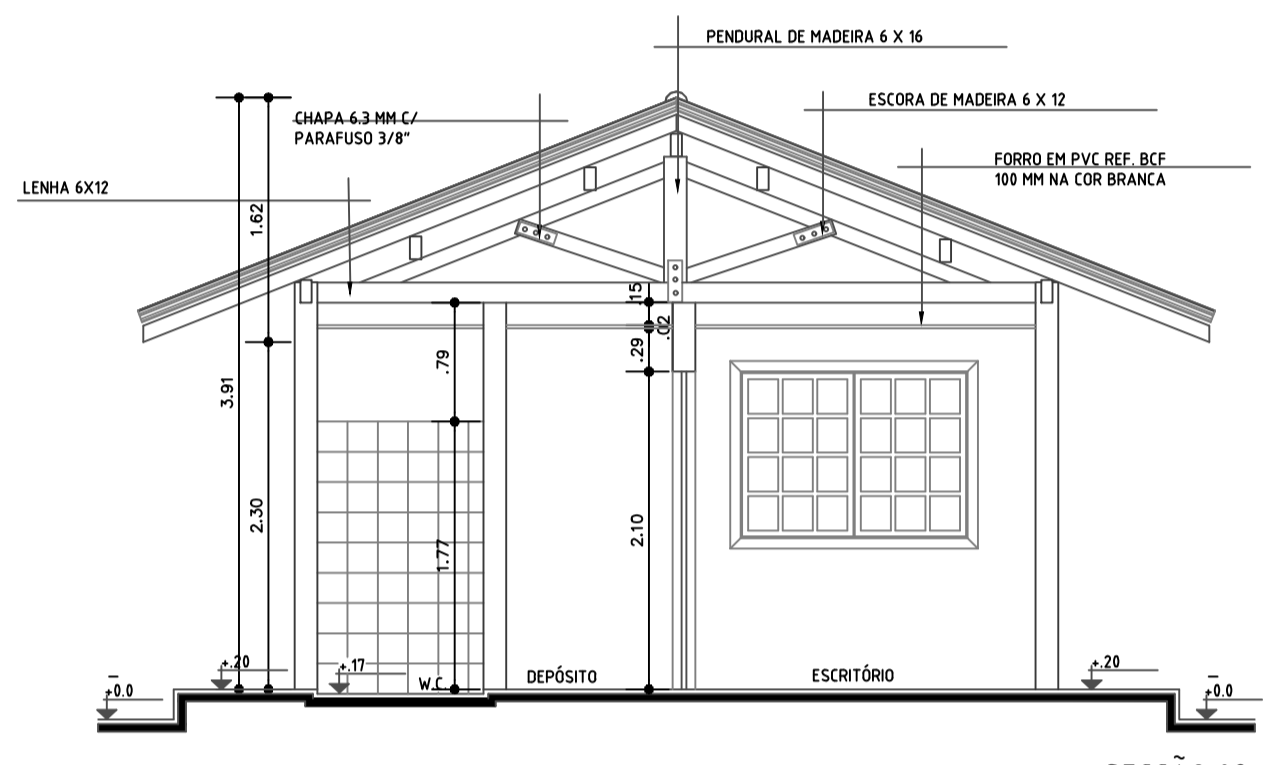 PENDURAL DE MADEIRA 6 X 16
ESCORA DE MADEIRA 6 X 12
CHAPA 6.3 MM C/
PARAFUSO 3/8"
FORRO EM PVC REF. BCF
100 MM NA COR BRANCA
LENHA 6X12
1.62
3.91
2.30
.79
1.77
.15
.02
.29
2.10
+.20
+.17
W.C.
DEPÓSITO
ESCRITÓRIO
+.20
+0.0
+0.0